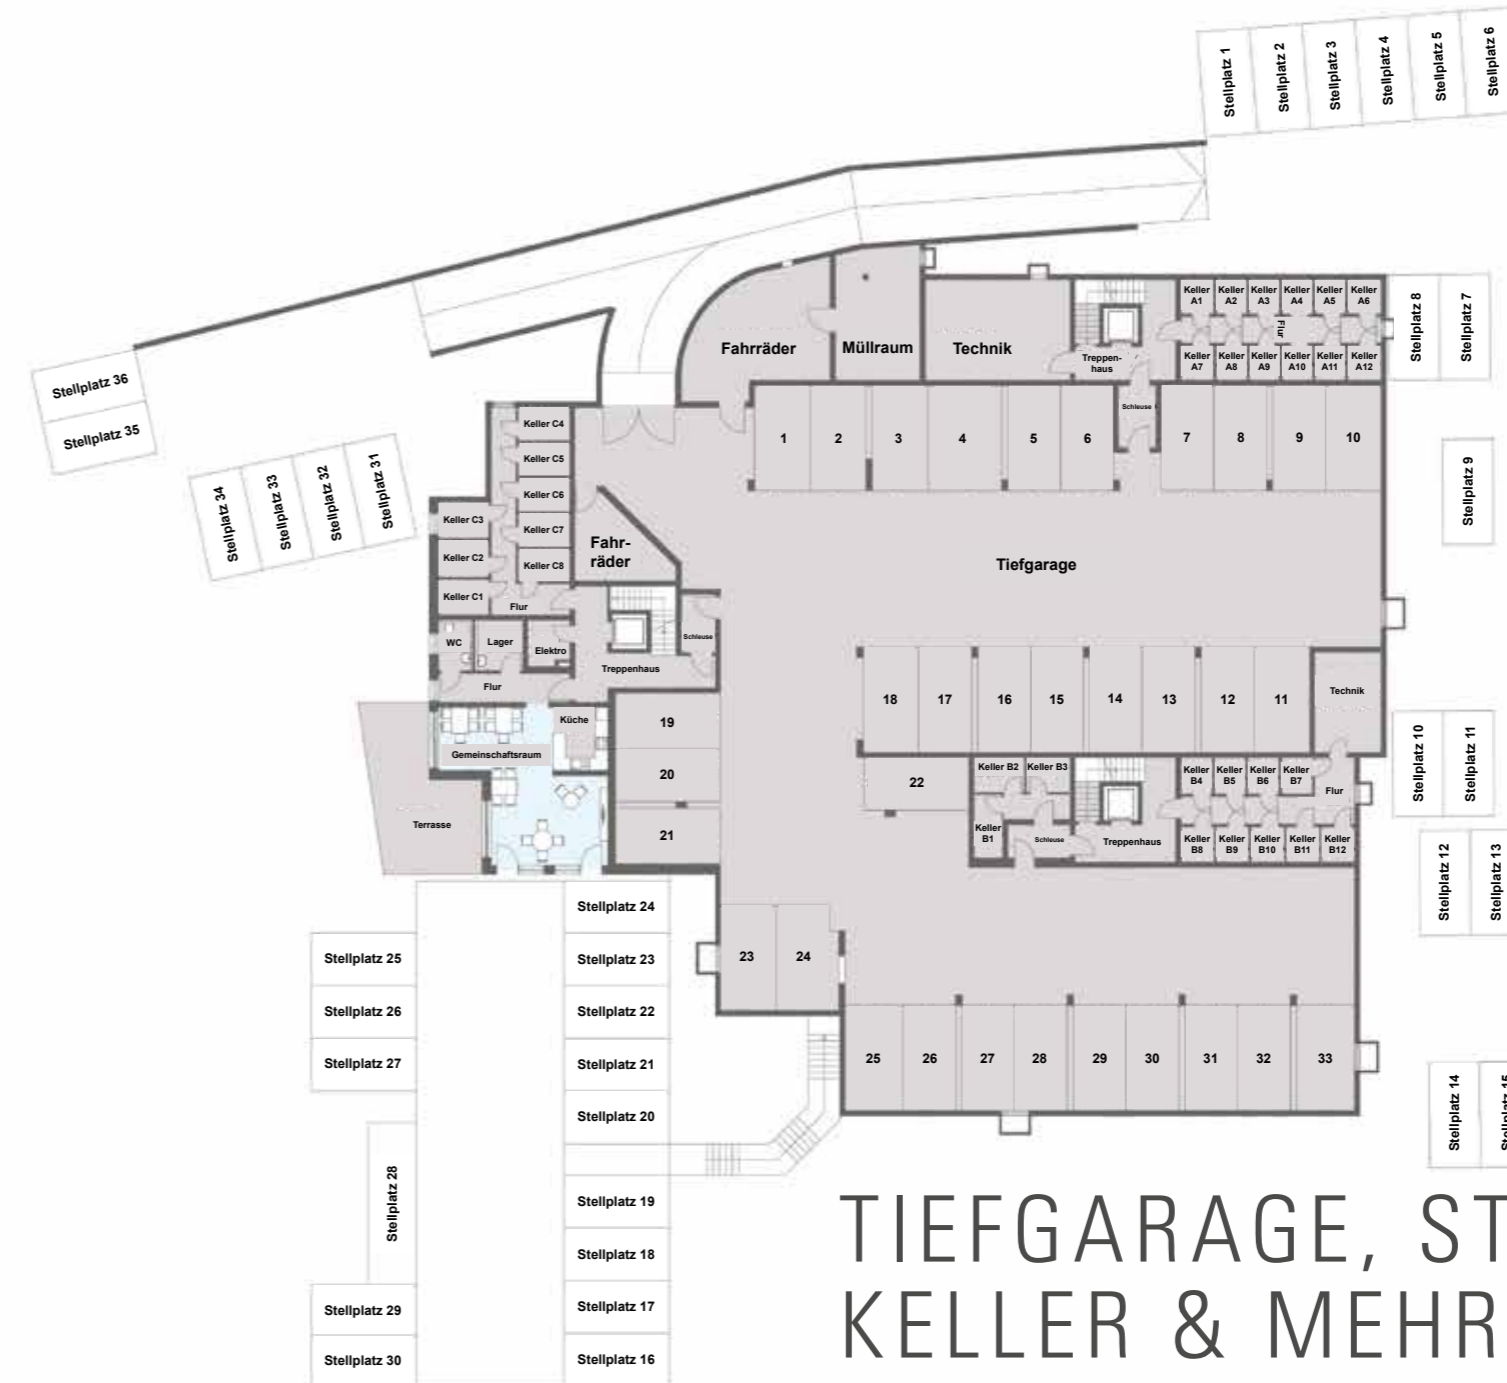 Stellplatz 1
Stellplatz 2
Stellplatz 3
Stellplatz 4
Stellplatz 5
Stellplatz 6
Stellplatz 8
Stellplatz 7
Keller
A1
Keller
A2
Keller
A3
Keller
A4
Keller
A5
Keller
A6
Flur
Keller
A7
Keller
A8
Keller
A9
Keller
A10
Keller
A11
Keller
A12
Fahrräder
Müllraum
Technik
Treppen-
haus
Schleuse
Stellplatz 36
Stellplatz 35
Stellplatz 34
Stellplatz 33
Stellplatz 32
Stellplatz 31
Keller C4
Keller C5
Keller C6
Keller C7
Keller C8
Keller C3
Keller C2
Keller C1
Flur
Fahr-
räder
1
2
3
4
5
6
7
8
9
10
Stellplatz 9
Tiefgarage
WC
Lager
Elektro
Schleuse
Treppenhaus
Flur
Küche
Gemeinschaftsraum
Terrasse
18
17
16
15
14
13
12
11
Technik
19
20
21
22
Keller B2
Keller B3
Keller
B1
Schleuse
Treppenhaus
Keller
B4
Keller
B5
Keller
B6
Keller
B7
Flur
Keller
B8
Keller
B9
Keller
B10
Keller
B11
Keller
B12
Stellplatz 10
Stellplatz 11
Stellplatz 12
Stellplatz 13
Stellplatz 24
Stellplatz 25
Stellplatz 23
Stellplatz 26
Stellplatz 22
Stellplatz 27
Stellplatz 21
Stellplatz 20
Stellplatz 28
Stellplatz 19
Stellplatz 18
Stellplatz 29
Stellplatz 17
Stellplatz 30
Stellplatz 16
23
24
25
26
27
28
29
30
31
32
33
Stellplatz 14
Stellplatz 15
TIEFGARAGE, ST
KELLER & MEHR